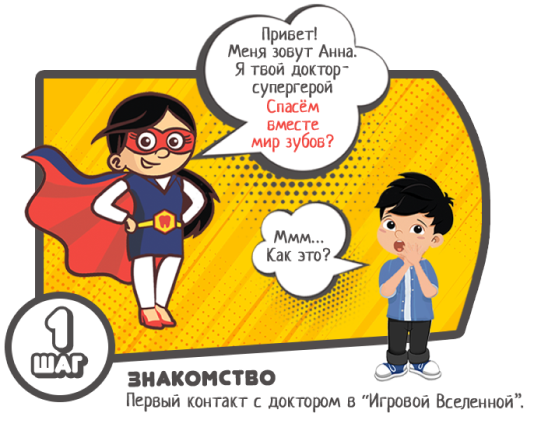 Привет!
Меня зовут Анна.
Я твой доктор-
супергерой
Спасём
вместе
мир зубов?
Ммм...
Как это?
1
ШАГ
ЗНАКОМСТВО
Первый контакт с доктором в “Игровой Вселенной”.